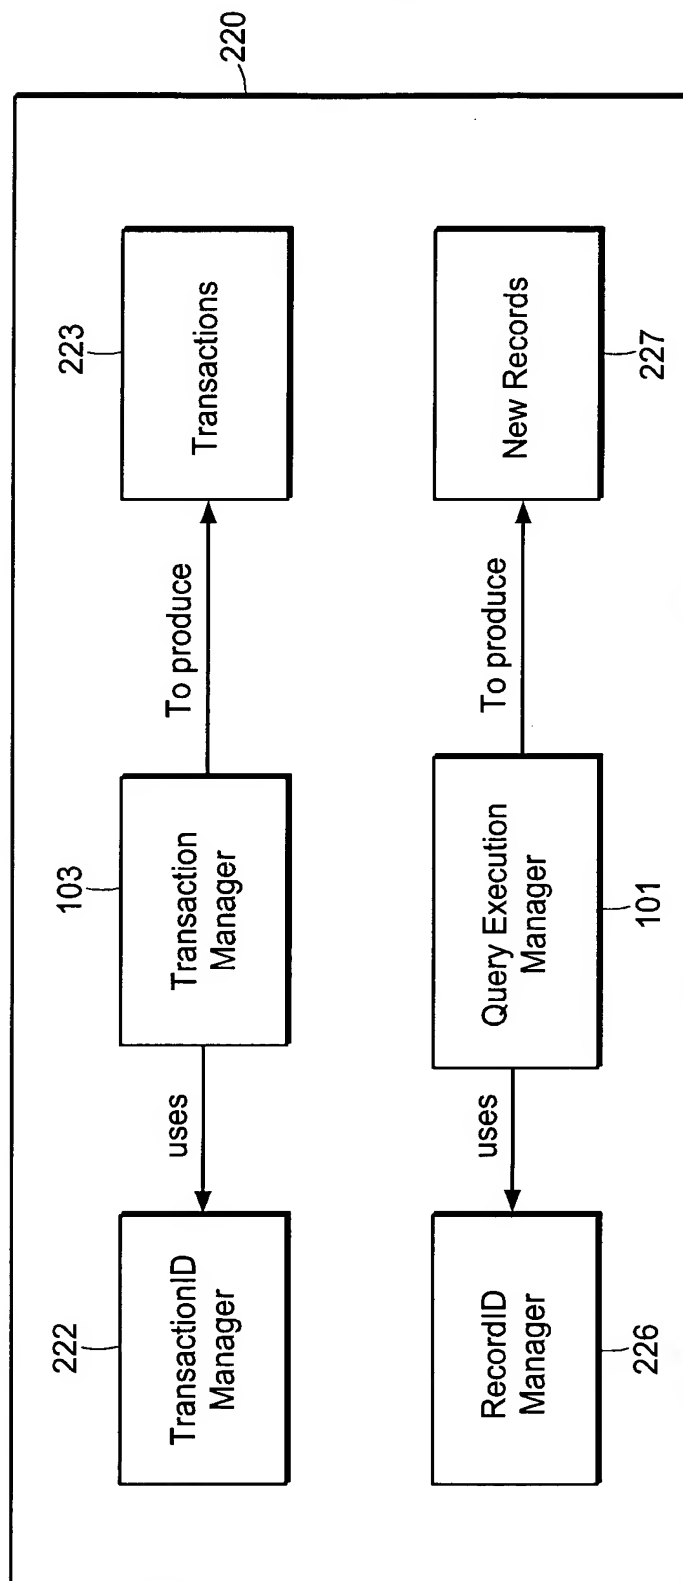 220
222
103
223
TransactionID
Manager
uses
Transaction
Manager
To produce
Transactions
RecordID
Manager
uses
Query Execution
Manager
To produce
New Records
226
101
227